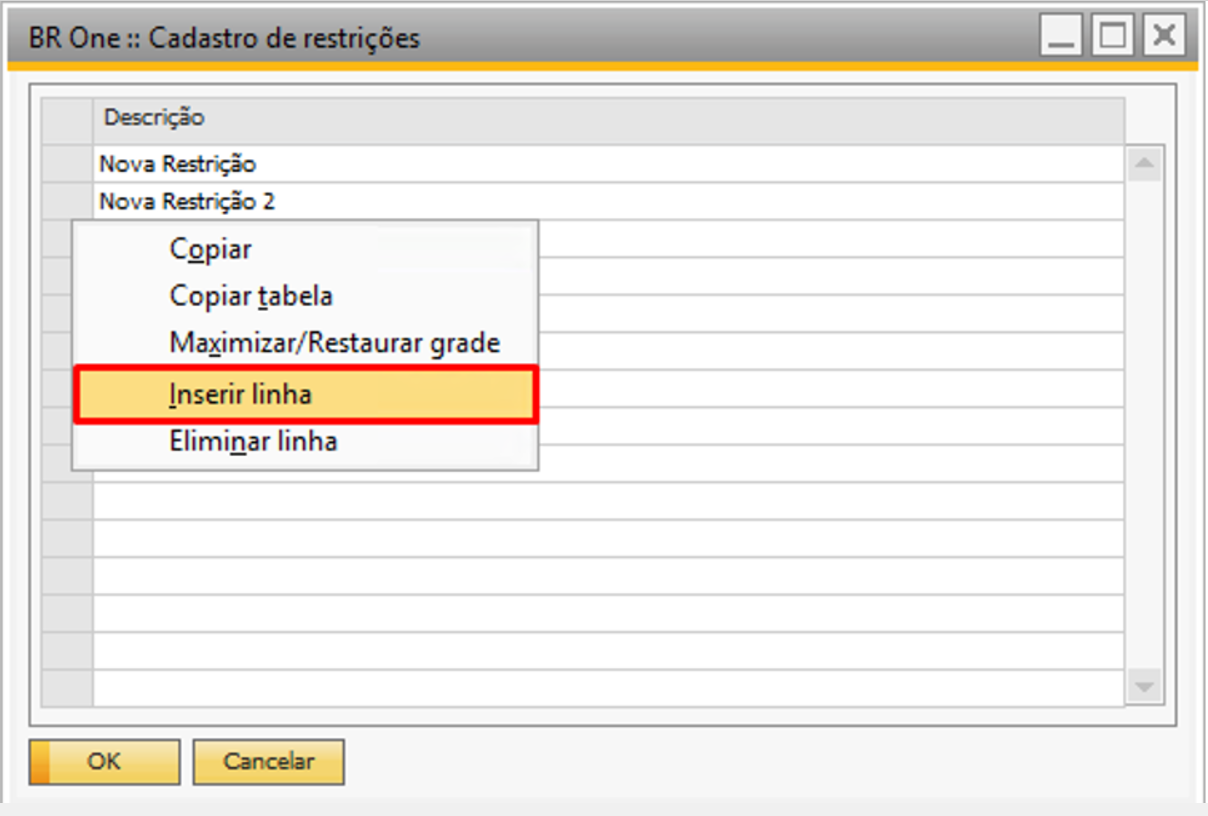 BR One :: Cadastro de restrições
Descrição
Nova Restrição
Nova Restrição 2
Copiar
Copiar tabela
Maximizar/Restaurar grade
Inserir linha
Eliminar linha
OK
Cancelar